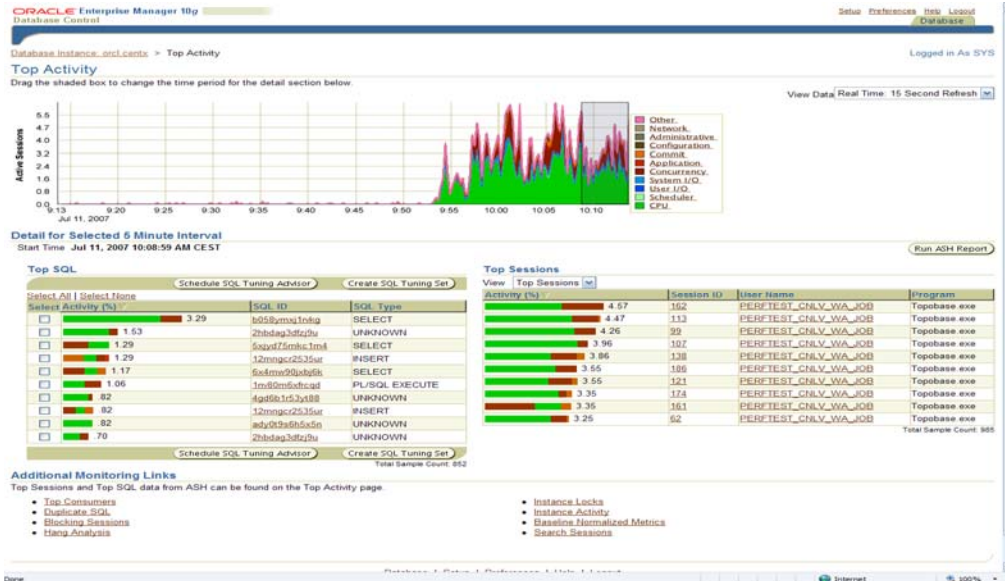 ORACLE Enterprise Manager 10g
Database Control
Setup Preferences Help Logout
Database
Database Instance: orcl.centx > Top Activity
Logged in As SYS
Top Activity
Drag the shaded box to change the time period for the detail section below.
View Data Real Time: 15 Second Refresh
Active Sessions
5.5
4.7
4.0
3.2
2.4
1.6
0.8
0.0
9:13 9:20 9:25 9:30 9:35 9:40 9:45 9:50 9:55 10:00 10:05 10:10
Jul 11, 2007
Other
Network
Administrative
Configuration
Commit
Application
Concurrency
System I/O
User I/O
Scheduler
CPU
Detail for Selected 5 Minute Interval
Start Time Jul 11, 2007 10:08:59 AM CEST
Run ASH Report
Top SQL
Schedule SQL Tuning Advisor Create SQL Tuning Set
Select All | Select None
Select Activity (%) SQL ID SQL Type
3.29 b058ymxj1nikg SELECT
1.53 2hbdag3dfzj9u UNKNOWN
1.29 5xjyd75mkc1m4 SELECT
1.29 12mngcr2535ur INSERT
1.17 6x4mw90jxbj6k SELECT
1.06 1m60m6xfrcqd PL/SQL EXECUTE
.82 4gd6b1r53yt88 UNKNOWN
.82 12mngcr2535ur INSERT
.82 ady0t9s6h5x5n UNKNOWN
.70 2hbdag3dfzj9u UNKNOWN
Schedule SQL Tuning Advisor Create SQL Tuning Set
Total Sample Count: 852
Top Sessions
View Top Sessions
Activity (%) Session ID User Name Program
4.57 162 PERFTEST_CNLV_WA_JOB Topobase.exe
4.47 113 PERFTEST_CNLV_WA_JOB Topobase.exe
4.26 99 PERFTEST_CNLV_WA_JOB Topobase.exe
3.96 107 PERFTEST_CNLV_WA_JOB Topobase.exe
3.86 138 PERFTEST_CNLV_WA_JOB Topobase.exe
3.55 186 PERFTEST_CNLV_WA_JOB Topobase.exe
3.55 121 PERFTEST_CNLV_WA_JOB Topobase.exe
3.35 174 PERFTEST_CNLV_WA_JOB Topobase.exe
3.35 161 PERFTEST_CNLV_WA_JOB Topobase.exe
3.25 62 PERFTEST_CNLV_WA_JOB Topobase.exe
Total Sample Count: 985
Additional Monitoring Links
Top Sessions and Top SQL data from ASH can be found on the Top Activity page.
Top Consumers
Duplicate SQL
Blocking Sessions
Hang Analysis
Instance Locks
Instance Activity
Baseline Normalized Metrics
Search Sessions
Database | Setup | Preferences | Help | Logout
Done
Internet
100%